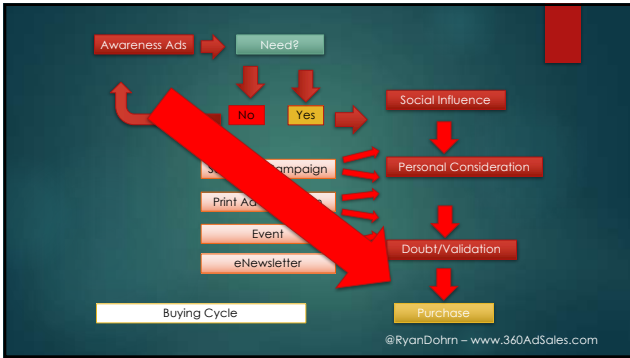 Awareness Ads
Need?
No
Yes
Social Influence
Personal Consideration
Print
Event
eNewsletter
Doubt/Validation
Buying Cycle
Purchase
@RyanDohrn – www.360AdSales.com